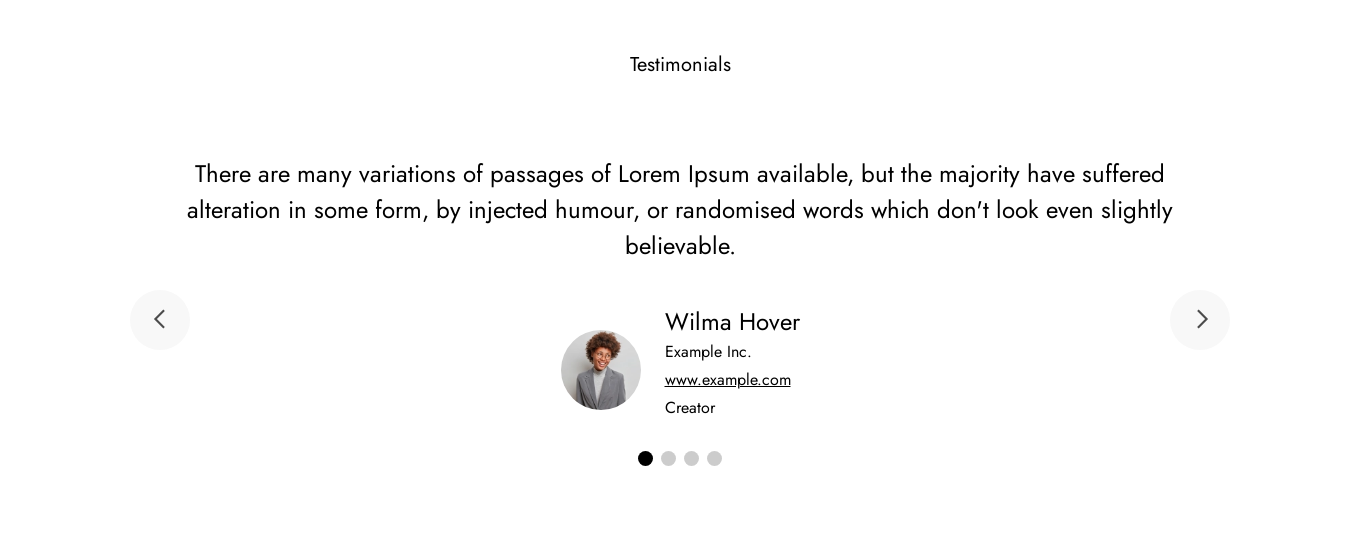 Testimonials
There are many variations of passages of Lorem Ipsum available, but the majority have suffered
alteration in some form, by injected humour, or randomised words which don't look even slightly
believable.
Wilma Hover
Example Inc.
www.example.com
Creator